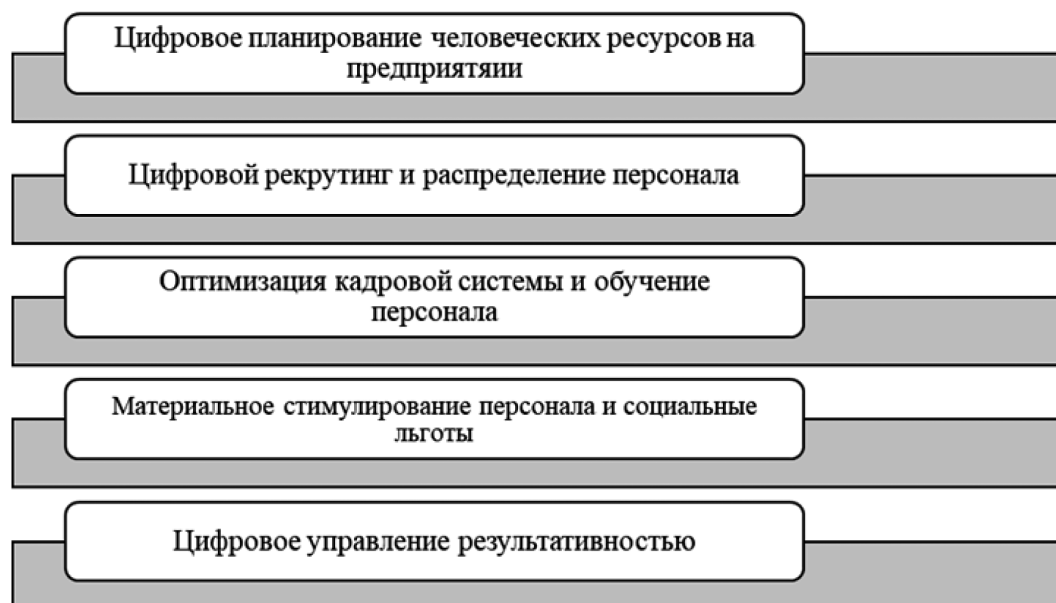 Цифровое планирование человеческих ресурсов на
предприятяии
Цифровой рекрутинг и распределение персонала
Оптимизация кадровой системы и обучение
персонала
Материальное стимулирование персонала и социальные
льготы
Цифровое управление результативностью